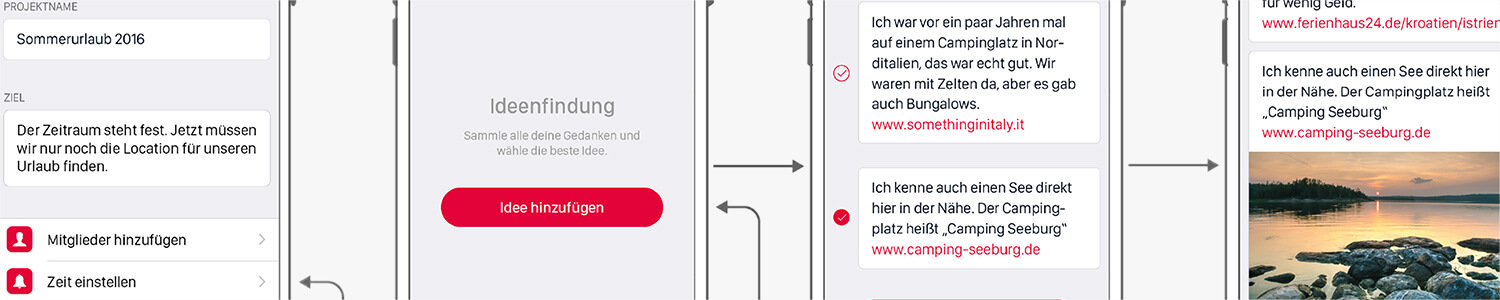 PROJEKTNAME
Sommerurlaub 2016
ZIEL
Der Zeitraum steht fest. Jetzt müssen
wir nur noch die Location für unseren
Urlaub finden.
Mitglieder hinzufügen
Zeit einstellen
Ideenfindung
Sammle alle deine Gedanken und
wähle die beste Idee.
Idee hinzufügen
Ich war vor ein paar Jahren mal
auf einem Campinglatz in Nor-
ditalien, das war echt gut. Wir
waren mit Zelten da, aber es gab
auch Bungalows.
www.somethinginitaly.it
Ich kenne auch einen See direkt
hier in der Nähe. Der Camping-
platz heißt „Camping Seeburg“
www.camping-seeburg.de
für wenig Geld.
www.ferienhaus24.de/kroatien/istrien
Ich kenne auch einen See direkt hier
in der Nähe. Der Campingplatz heißt
„Camping Seeburg“
www.camping-seeburg.de